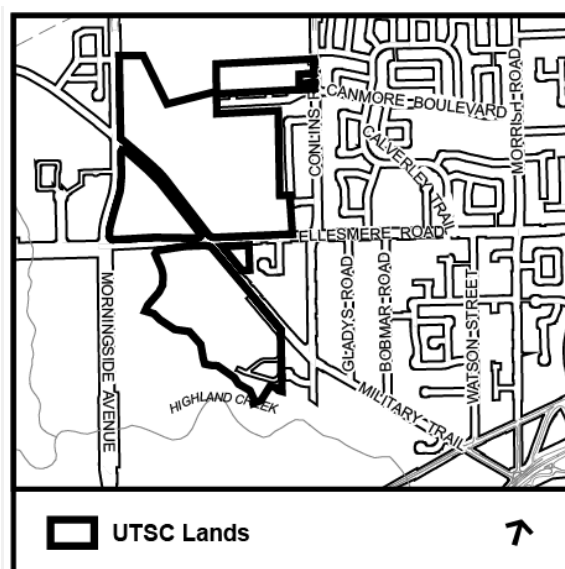 MORRISH ROAD
CONLINS R
CANMORE BOULEVARD
CALVERLEY TRAIL
ELLESMERE ROAD
MORNINGSIDE AVENUE
GLADYS ROAD
BOBMAR ROAD
WATSON STREET
MILITARY TRAIL
HIGHLAND CREEK
UTSC Lands